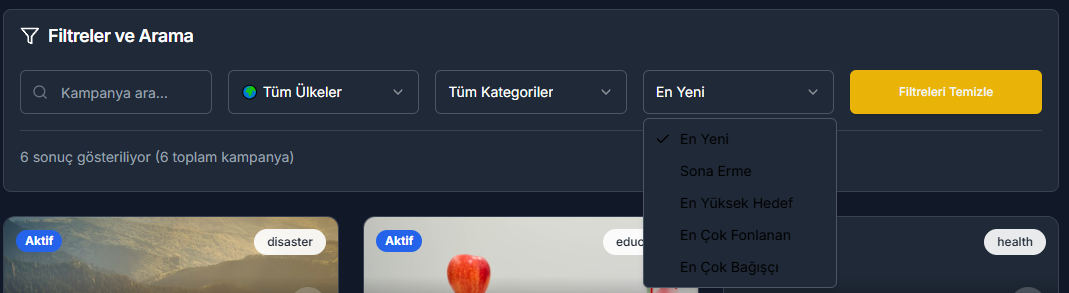 Filtreler ve Arama
Kampanya ara...
Tüm Ülkeler
Tüm Kategoriler
En Yeni
Filtreleri Temizle
En Yeni
Sona Erme
En Yüksek Hedef
En Çok Fonlanan
En Çok Bağışçı
6 sonuç gösteriliyor (6 toplam kampanya)
Aktif
disaster
Aktif
educ
health